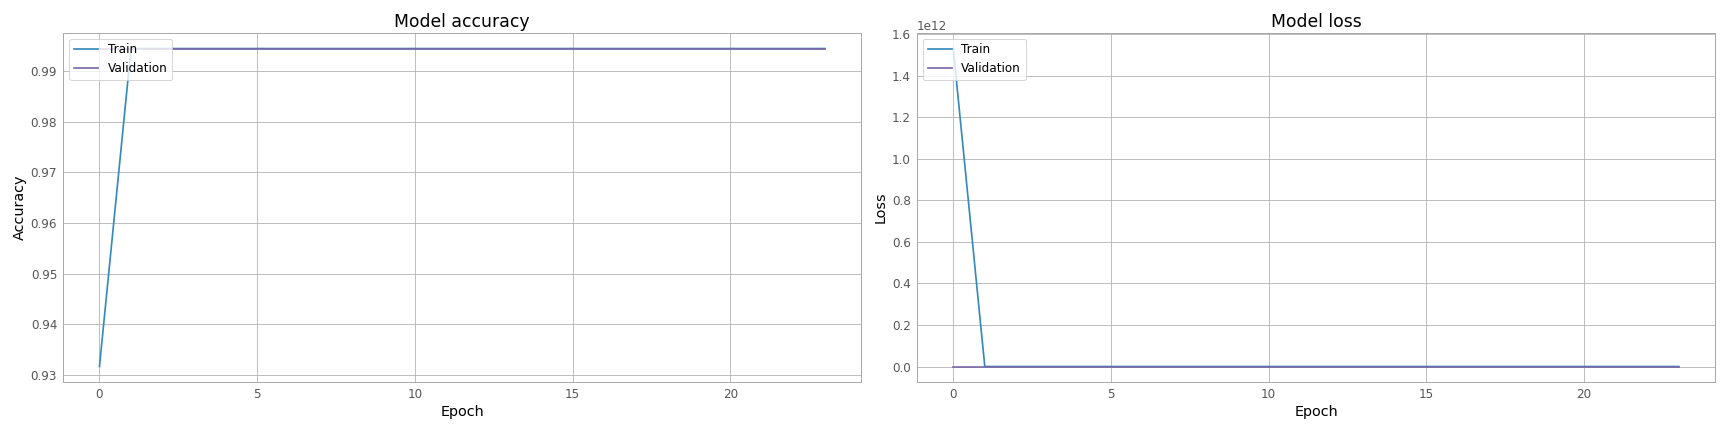 Model accuracy
Train
Validation
0.99
0.98
0.97
0.96
0.95
0.94
0.93
Accuracy
0
5
10
15
20
Epoch
Model loss
1e12
Train
Validation
1.6
1.4
1.2
1.0
0.8
0.6
0.4
0.2
0.0
Loss
0
5
10
15
20
Epoch